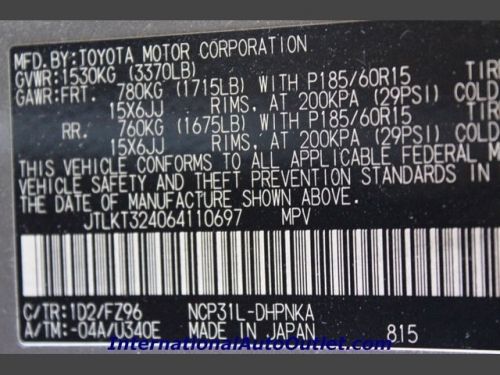 MFD.BY:TOYOTA MOTOR CORPORATION
GVWR:1530KG (3370LB)
GAWR:FRT. 780KG (1715LB) WITH P185/60R15 TIRE
15X6JJ RIMS, AT 200KPA (29PSI) COLD
RR. 760KG (1675LB) WITH P185/60R15 TIRE
15X6JJ RIMS, AT 200KPA (29PSI) COLD
THIS VEHICLE CONFORMS TO ALL APPLICABLE FEDERAL M
VEHICLE SAFETY AND THEFT PREVENTION STANDARDS IN
THE DATE OF MANUFACTURE SHOWN ABOVE.
JTLKT324064110697 MPV
C/TR:1D2/FZ96 NCP31L-DHPNKA
A/TM:-04A/U340E MADE IN JAPAN 815
InternationalAutoOutlet.com